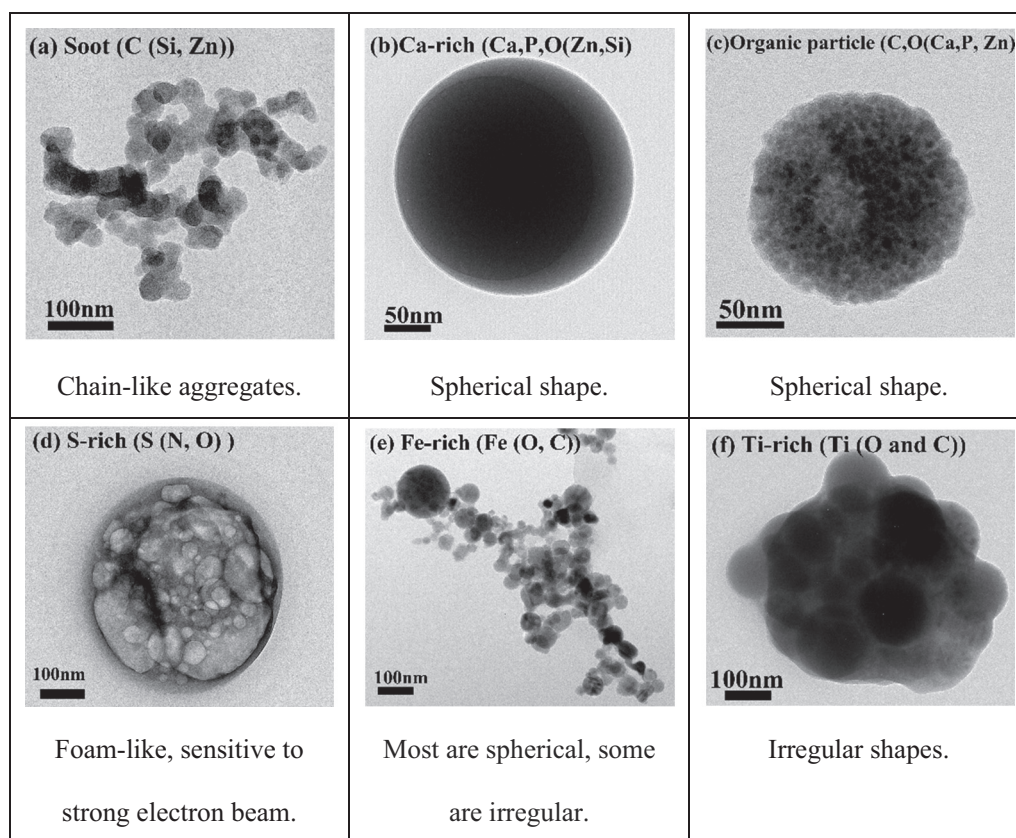 (a) Soot (C (Si, Zn))
100nm
Chain-like aggregates.
(b)Ca-rich (Ca,P,O(Zn,Si)
50nm
Spherical shape.
(c)Organic particle (C,O(Ca,P, Zn)
50nm
Spherical shape.
(d) S-rich (S (N, O) )
100nm
Foam-like, sensitive to
strong electron beam.
(e) Fe-rich (Fe (O, C))
100nm
Most are spherical, some
are irregular.
(f) Ti-rich (Ti (O and C))
100nm
Irregular shapes.